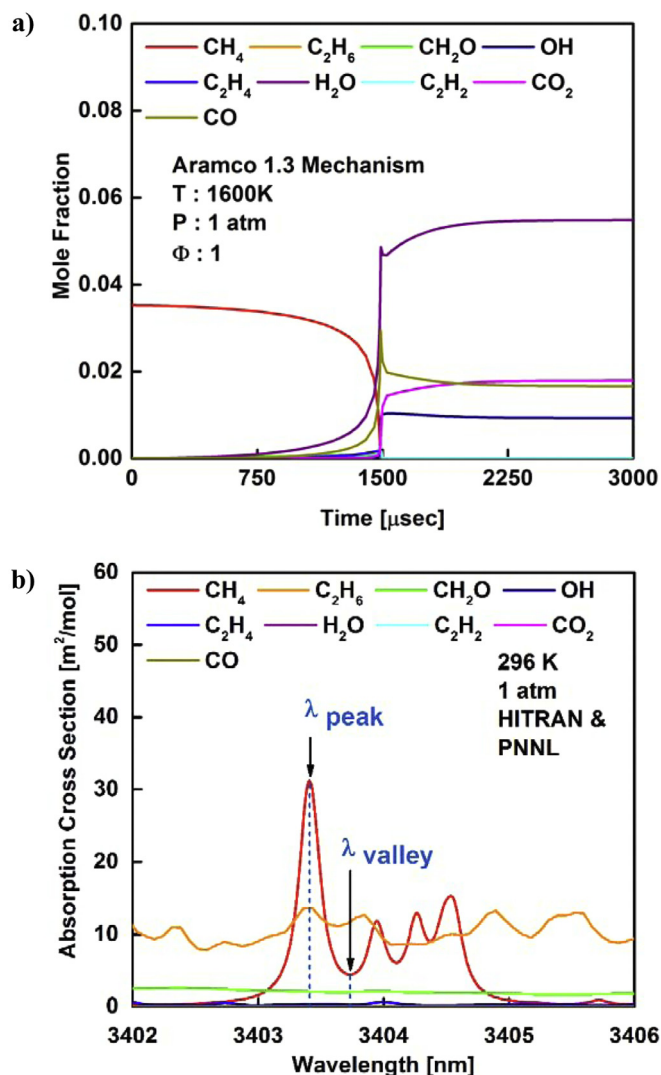 a)
0.10
0.08
0.06
0.04
0.02
0.00
Mole Fraction
CH₄ C₂H₆ CH₂O OH
C₂H₄ H₂O C₂H₂ CO₂
CO
Aramco 1.3 Mechanism
T : 1600K
P : 1 atm
Φ : 1
0 750 1500 2250 3000
Time [μsec]
b)
60
50
40
30
20
10
0
Absorption Cross Section [m²/mol]
CH₄ C₂H₆ CH₂O OH
C₂H₄ H₂O C₂H₂ CO₂
CO
296 K
1 atm
HITRAN &
PNNL
λ peak
λ valley
3402 3403 3404 3405 3406
Wavelength [nm]